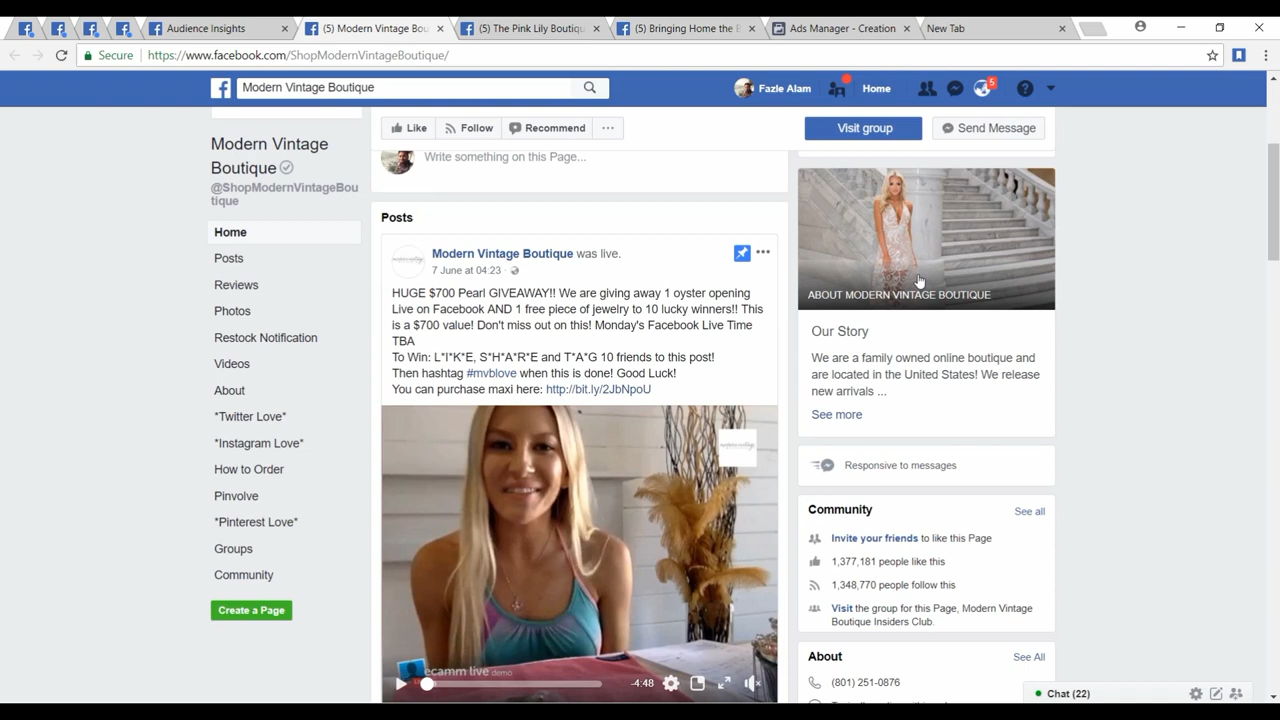 Audience Insights
(5) Modern Vintage Bou
(5) The Pink Lily Boutiqu
(5) Bringing Home the B
Ads Manager - Creation
New Tab
Secure
https://www.facebook.com/ShopModernVintageBoutique/
Modern Vintage Boutique
Fazle Alam
Home
5
Like
Follow
Recommend
Visit group
Send Message
Modern Vintage
Boutique
@ShopModernVintageBou
tique
Home
Posts
Reviews
Photos
Restock Notification
Videos
About
*Twitter Love*
*Instagram Love*
How to Order
Pinvolve
*Pinterest Love*
Groups
Community
Create a Page
Write something on this Page...
Posts
Modern Vintage Boutique was live.
7 June at 04:23
HUGE $700 Pearl GIVEAWAY!! We are giving away 1 oyster opening
Live on Facebook AND 1 free piece of jewelry to 10 lucky winners!! This
is a $700 value! Don't miss out on this! Monday's Facebook Live Time
TBA
To Win: L*I*K*E, S*H*A*R*E and T*A*G 10 friends to this post!
Then hashtag #mvblove when this is done! Good Luck!
You can purchase maxi here: http://bit.ly/2JbNpoU
ecamm live demo
-4:48
ABOUT MODERN VINTAGE BOUTIQUE
Our Story
We are a family owned online boutique and
are located in the United States! We release
new arrivals ...
See more
Responsive to messages
Community
See all
Invite your friends to like this Page
1,377,181 people like this
1,348,770 people follow this
Visit the group for this Page, Modern Vintage
Boutique Insiders Club.
About
See All
(801) 251-0876
Chat (22)